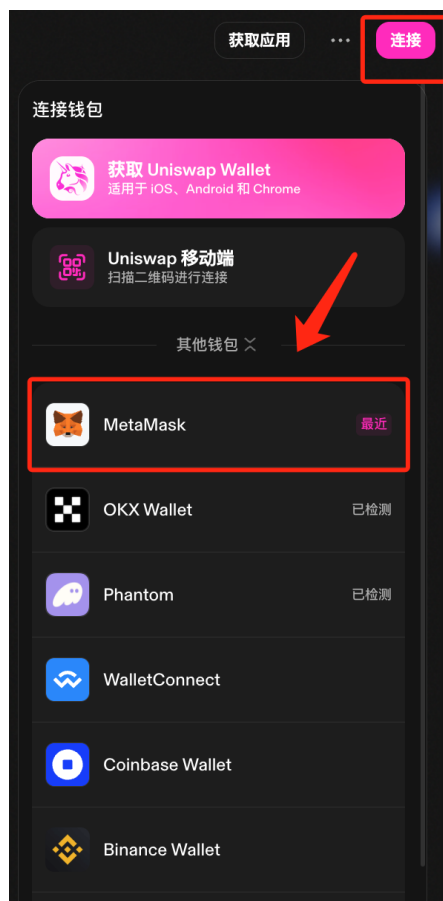 获取应用
···
连接
连接钱包
获取 Uniswap Wallet
适用于 iOS、Android 和 Chrome
Uniswap 移动端
扫描二维码进行连接
其他钱包
MetaMask
最近
OKX Wallet
已检测
Phantom
已检测
WalletConnect
Coinbase Wallet
Binance Wallet